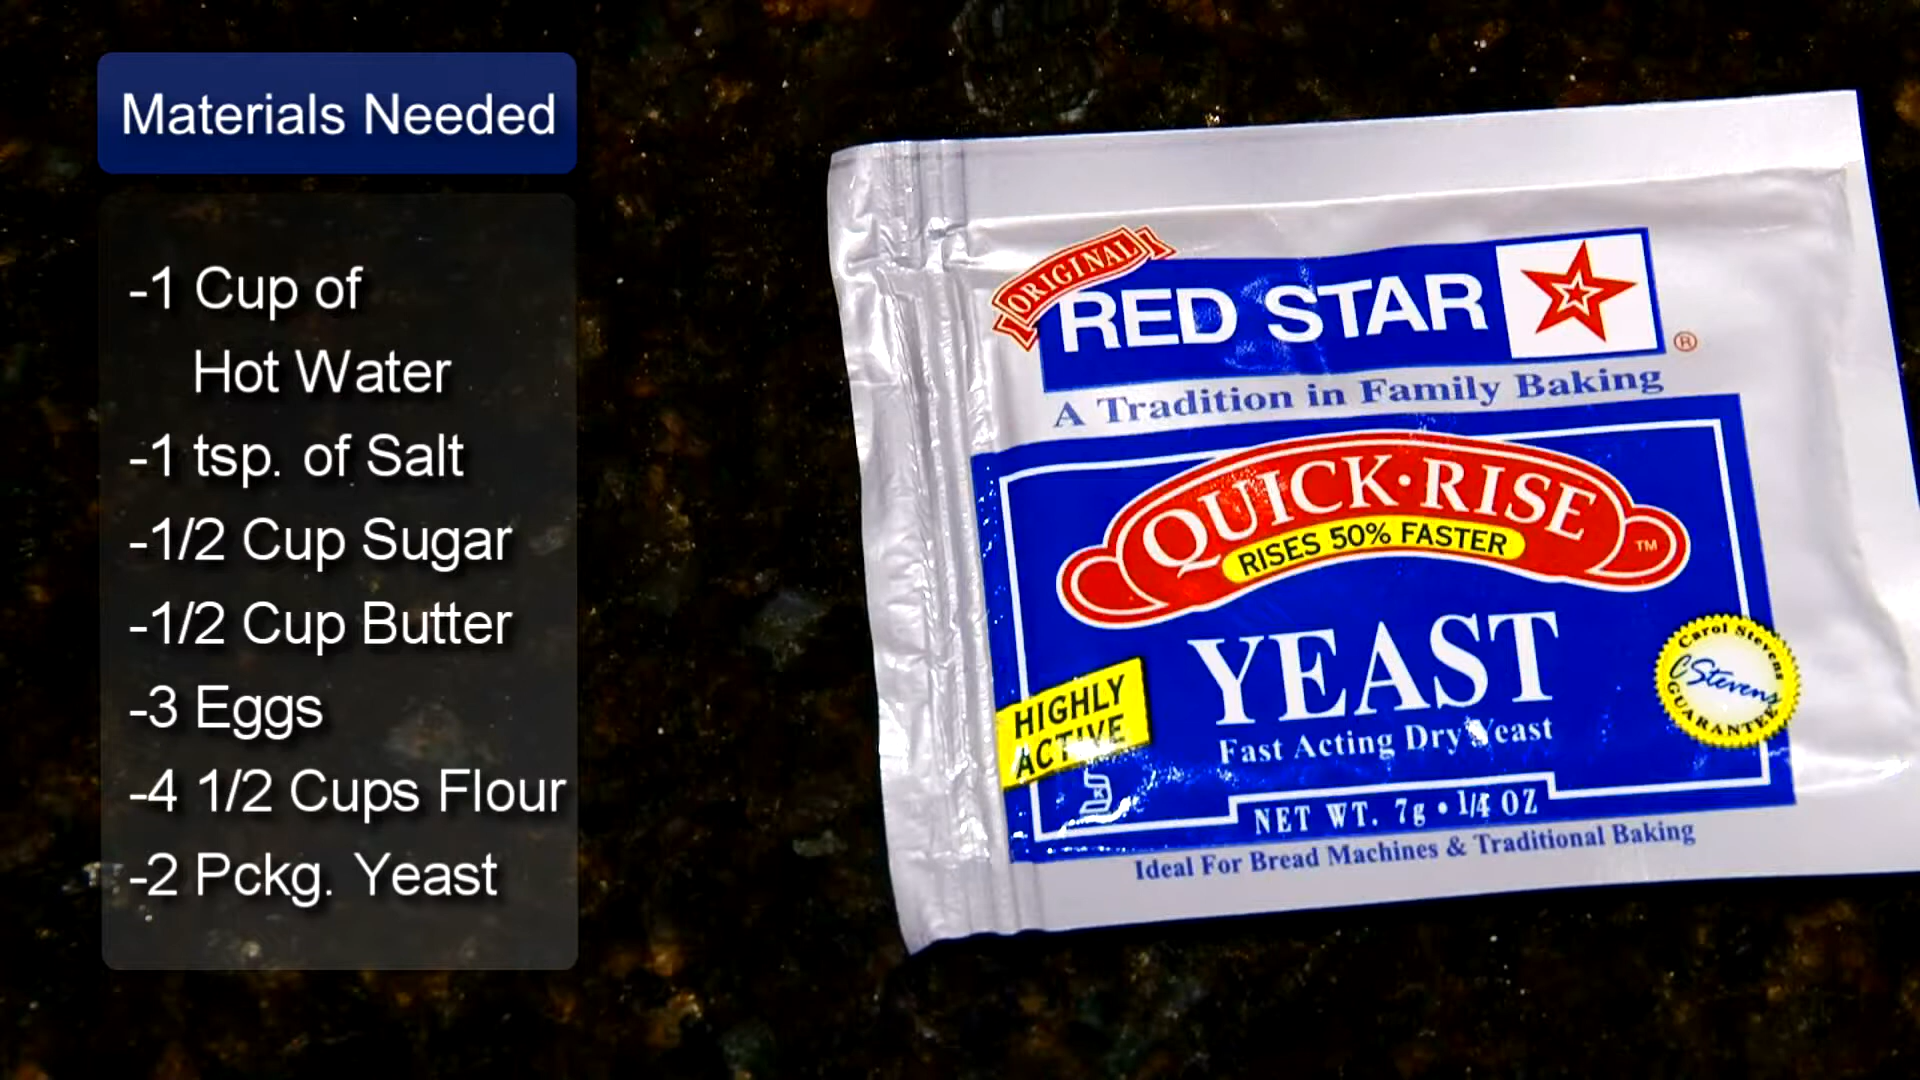 Materials Needed
-1 Cup of
Hot Water
-1 tsp. of Salt
-1/2 Cup Sugar
-1/2 Cup Butter
-3 Eggs
-4 1/2 Cups Flour
-2 Pckg. Yeast
ORIGINAL
RED STAR
®
A Tradition in Family Baking
QUICK·RISE
TM
RISES 50% FASTER
YEAST
Fast Acting Dry Yeast
HIGHLY
ACTIVE
K
Carol Stevens
CStevens
GUARANTEE
NET WT. 7g • 1/4 OZ
Ideal For Bread Machines & Traditional Baking